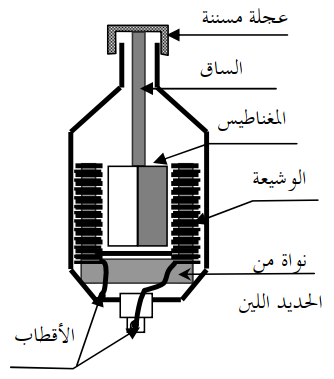 عجلة مسننة
الساق
المغناطيس
الوشيعة
نواة من
الحديد اللين
الأقطاب